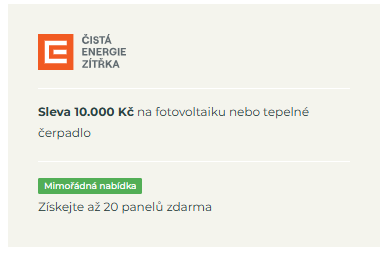 ČISTÁ
ENERGIE
ZÍTŘKA
Sleva 10.000 Kč na fotovoltaiku nebo tepelné
čerpadlo
Mimořádná nabídka
Získejte až 20 panelů zdarma